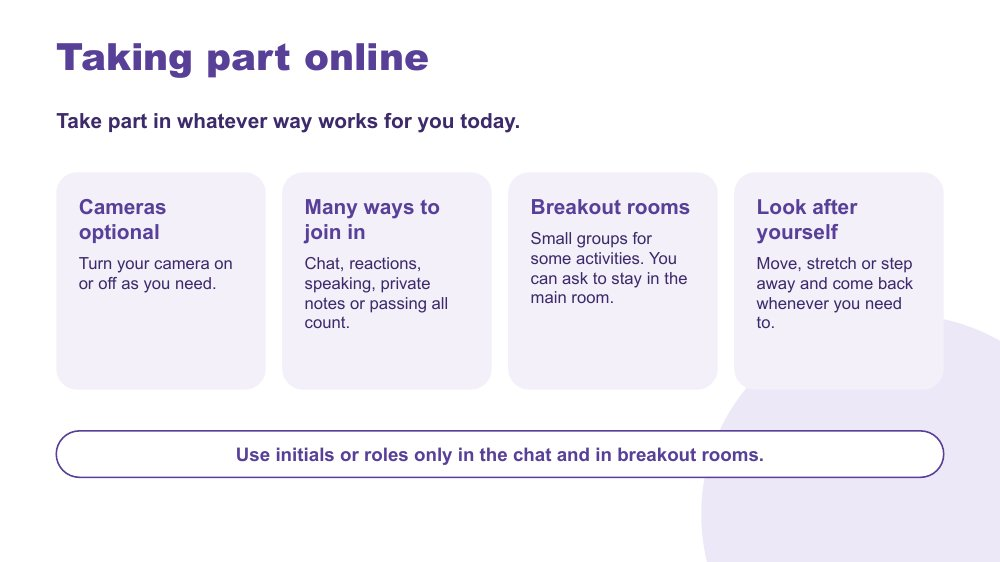 Taking part online
Take part in whatever way works for you today.
Cameras
optional
Turn your camera on
or off as you need.
Many ways to
join in
Chat, reactions,
speaking, private
notes or passing all
count.
Breakout rooms
Small groups for
some activities. You
can ask to stay in the
main room.
Look after
yourself
Move, stretch or step
away and come back
whenever you need
to.
Use initials or roles only in the chat and in breakout rooms.